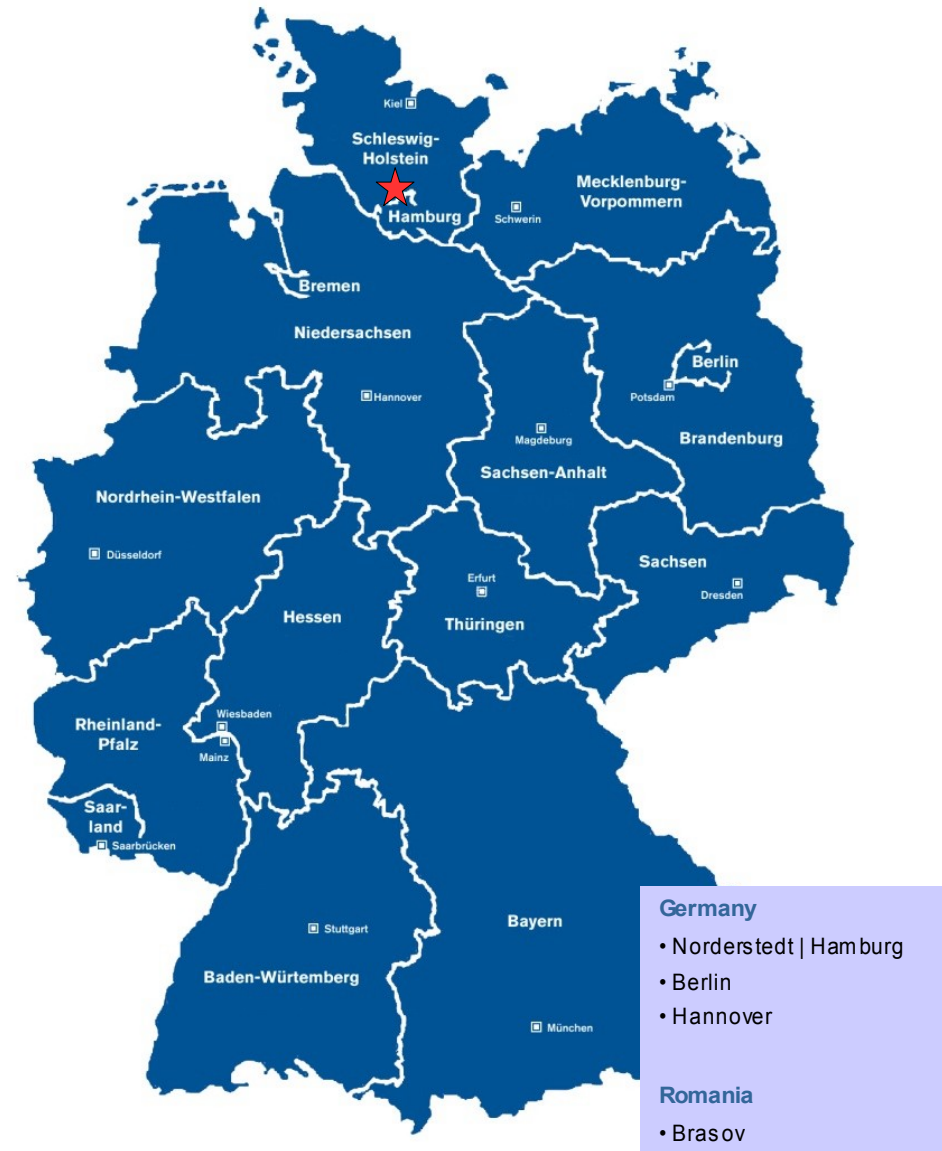 Kiel
Schleswig-
Holstein
Mecklenburg-
Vorpommern
Schwerin
Hamburg
Bremen
Niedersachsen
Berlin
Hannover
Potsdam
Magdeburg
Brandenburg
Sachsen-Anhalt
Nordrhein-Westfalen
Düsseldorf
Sachsen
Erfurt
Dresden
Hessen
Thüringen
Wiesbaden
Rheinland-
Pfalz
Mainz
Saar-
land
Saarbrücken
Bayern
Stuttgart
Baden-Würtemberg
München
Germany
• Norderstedt | Hamburg
• Berlin
• Hannover
Romania
• Brasov